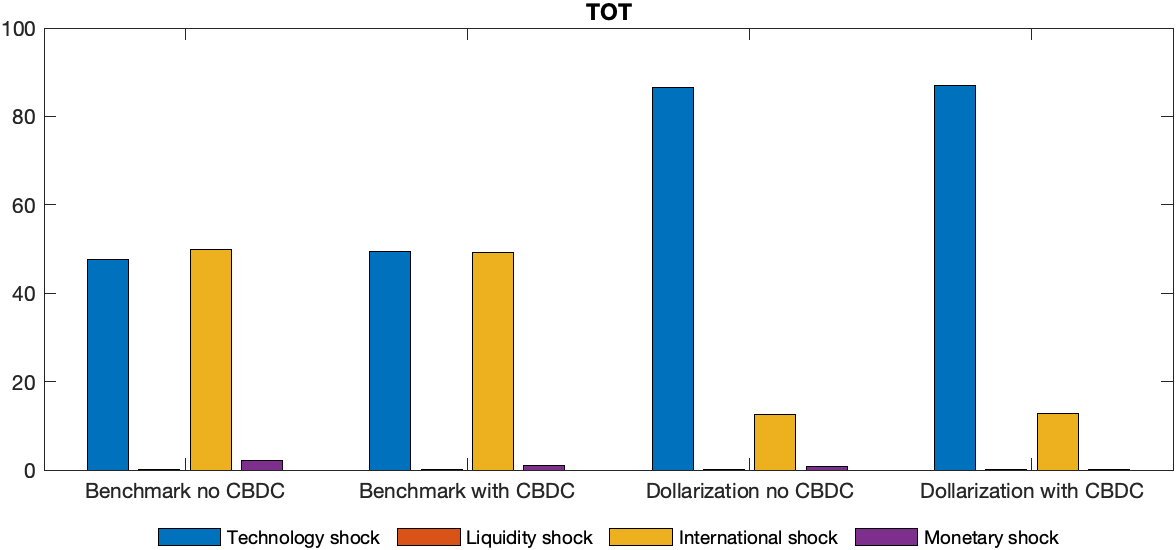 TOT
100
80
60
40
20
0
Benchmark no CBDC Benchmark with CBDC Dollarization no CBDC Dollarization with CBDC
Technology shock Liquidity shock International shock Monetary shock